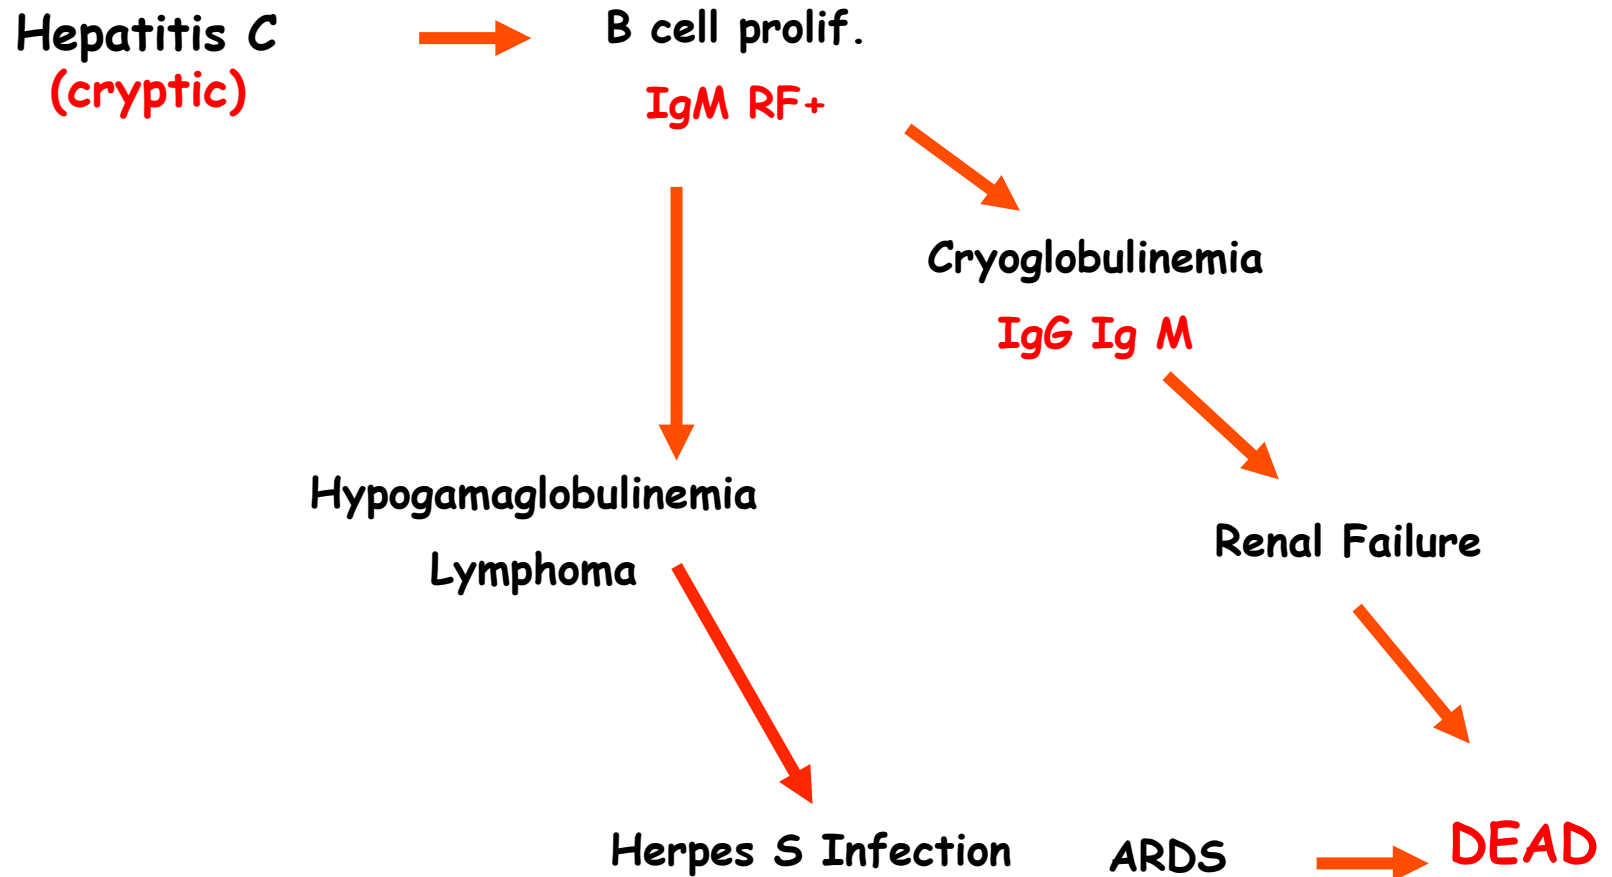 Hepatitis C
(cryptic)
B cell prolif.
IgM RF+
Cryoglobulinemia
IgG Ig M
Hypogamaglobulinemia
Lymphoma
Renal Failure
Herpes S Infection
ARDS
DEAD